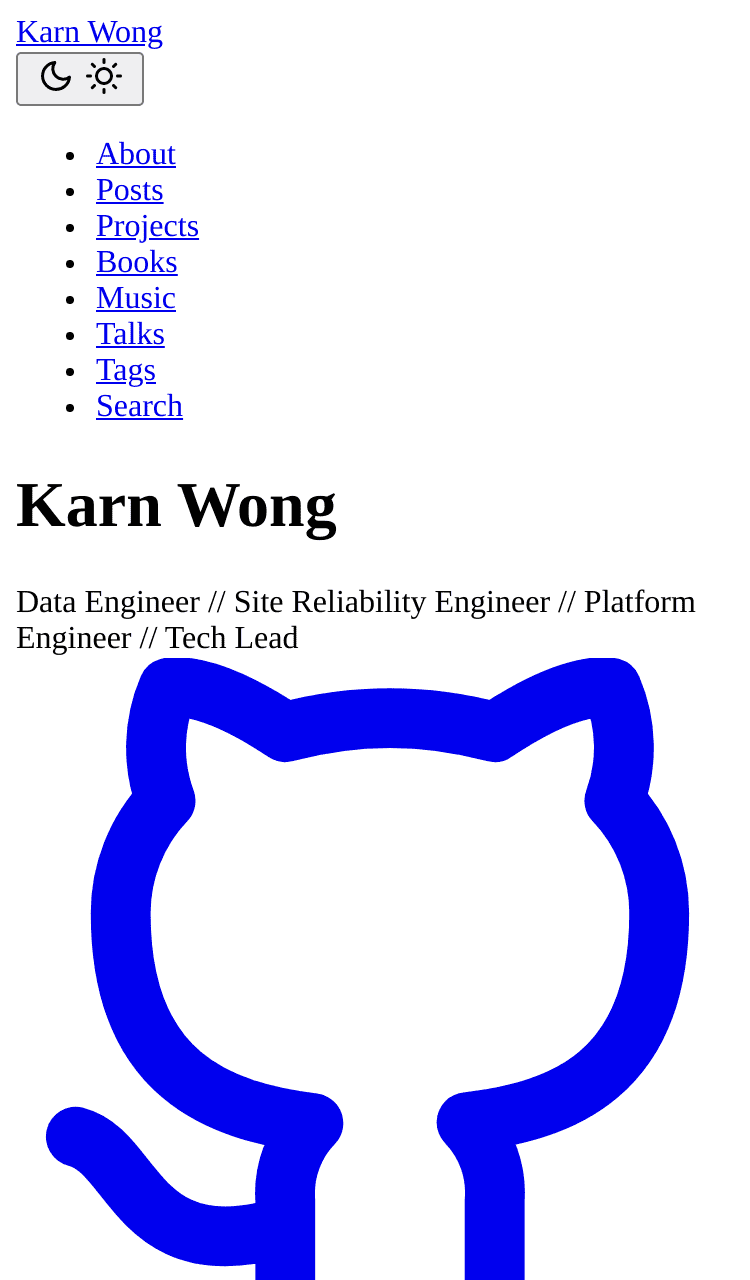 Karn Wong
About
Posts
Projects
Books
Music
Talks
Tags
Search
Karn Wong
Data Engineer // Site Reliability Engineer // Platform
Engineer // Tech Lead